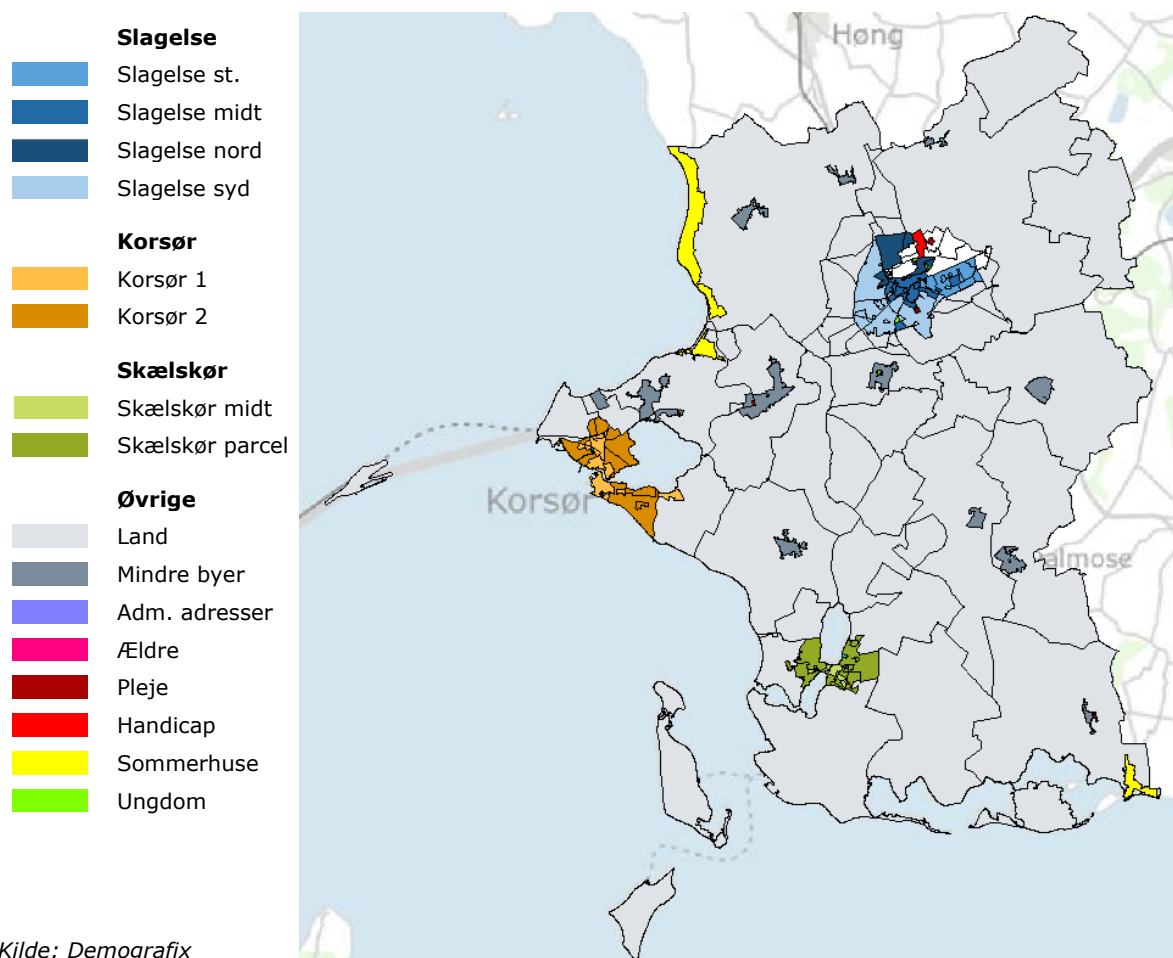 Slagelse
Slagelse st.
Slagelse midt
Slagelse nord
Slagelse syd
Korsør
Korsør 1
Korsør 2
Skælskør
Skælskør midt
Skælskør parcel
Øvrige
Land
Mindre byer
Adm. adresser
Ældre
Pleje
Handicap
Sommerhuse
Ungdom
Kilde: Demografix
Høng
Korsør
almose